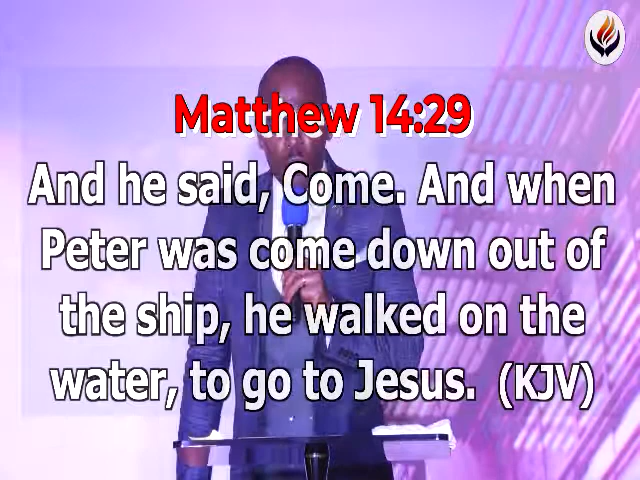 Matthew 14:29
And he said, Come. And when
Peter was come down out of
the ship, he walked on the
water, to go to Jesus. (KJV)